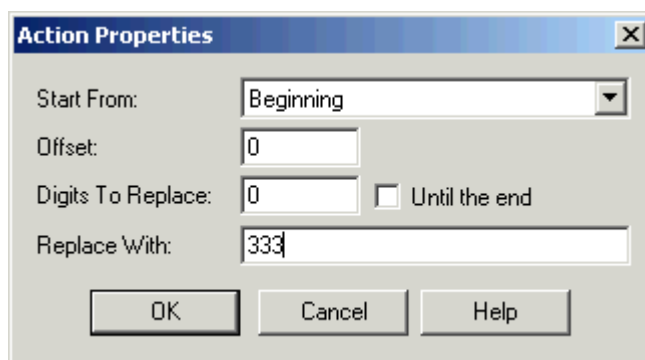 Action Properties
Start From: Beginning
Offset: 0
Digits To Replace: 0 Until the end
Replace With: 333
OK Cancel Help